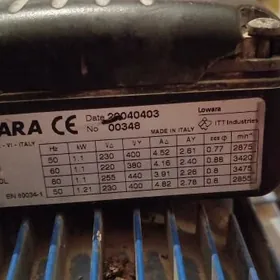 ARA CE
Date 20040403
No 00348
Lowara
ITT Industries
- VI - ITALY
MADE IN ITALY
Hz kW V△ VY A△ AY cos φ min⁻¹
50 1.1 230 400 4.52 2.61 0.77 2875
60 1.1 220 380 4.16 2.40 0.88 3420
60 1.1 255 440 3.91 2.26 0.8 3475
EN 60034-1 50 1.21 230 400 4.82 2.78 0.8 2855